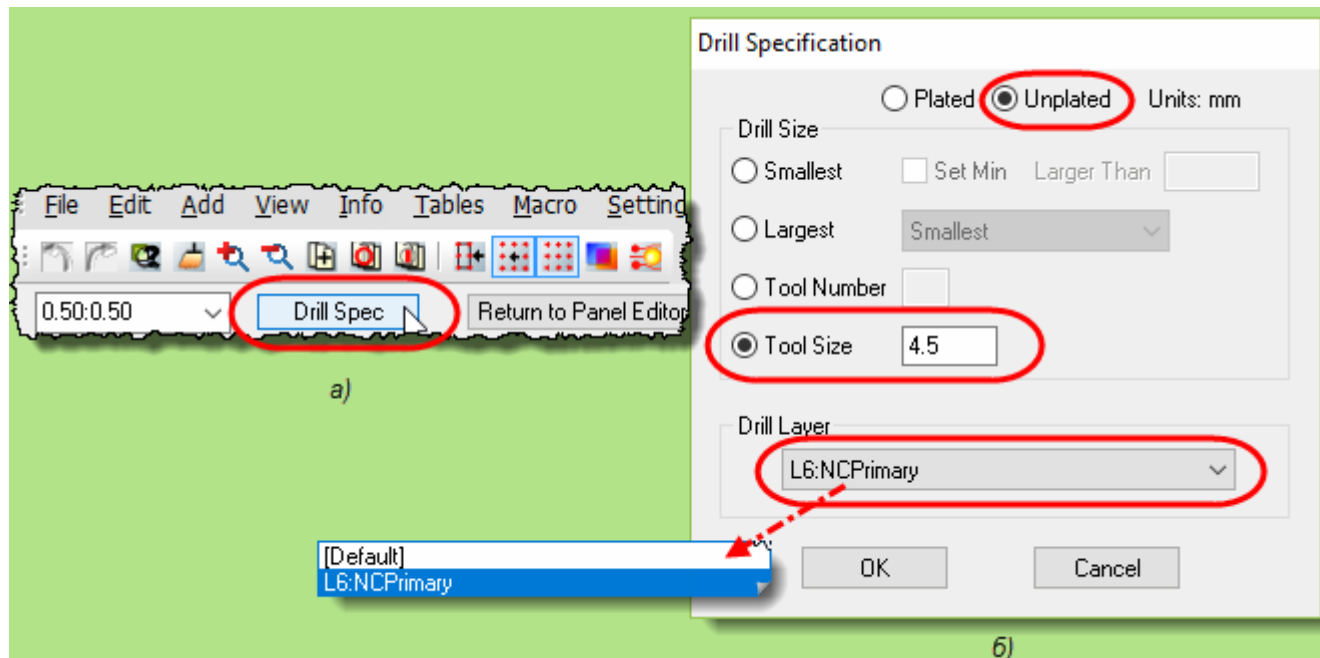 Drill Specification
Plated Unplated Units: mm
Drill Size
Smallest Set Min Larger Than
Largest Smallest
Tool Number
Tool Size 4.5
Drill Layer
L6:NCPrimary
OK Cancel
б)
File Edit Add View Info Tables Macro Setting
0.50:0.50 Drill Spec Return to Panel Editor
а)
[Default]
L6:NCPrimary